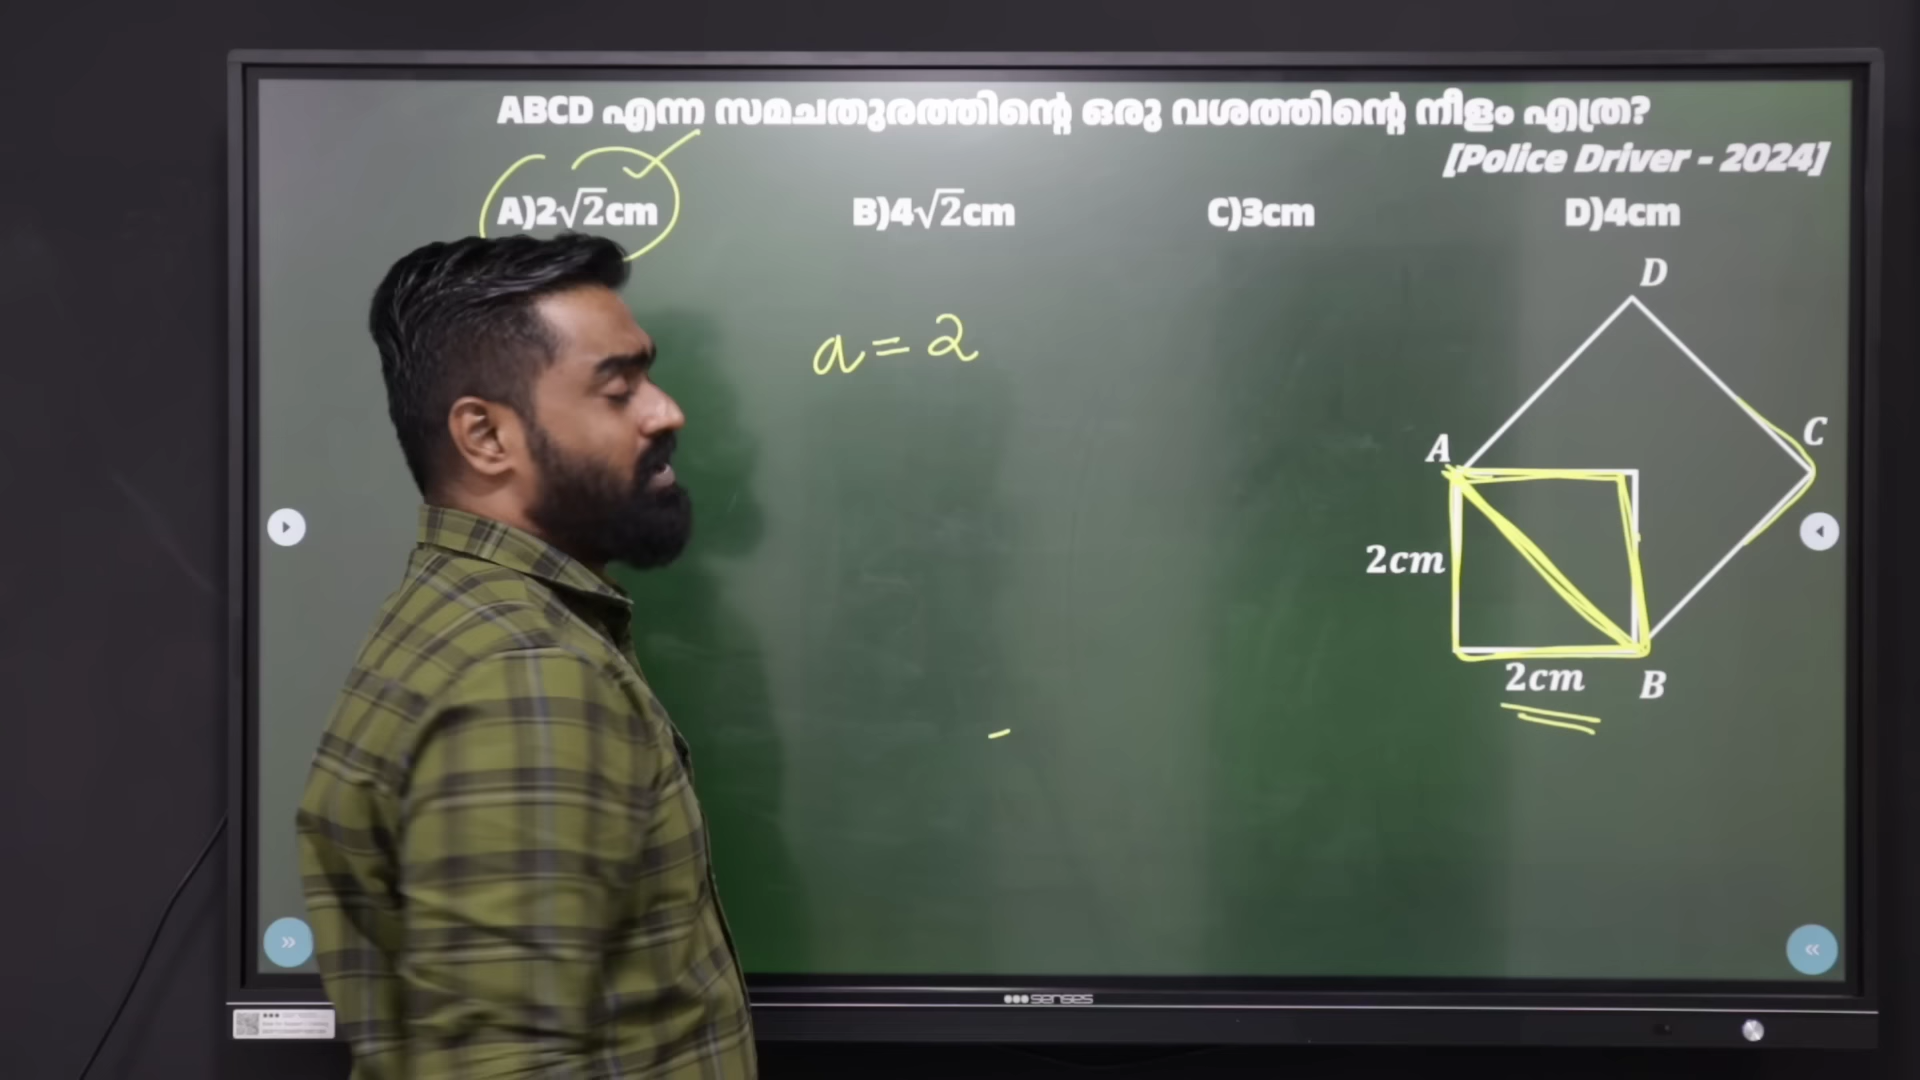 ABCD എന്ന സമചതുരത്തിന്റെ ഒരു വശത്തിന്റെ നീളം എത്ര?
[Police Driver - 2024]
A)2√2cm B)4√2cm C)3cm D)4cm
D
a = 2
C
A
2cm
2cm B
senses